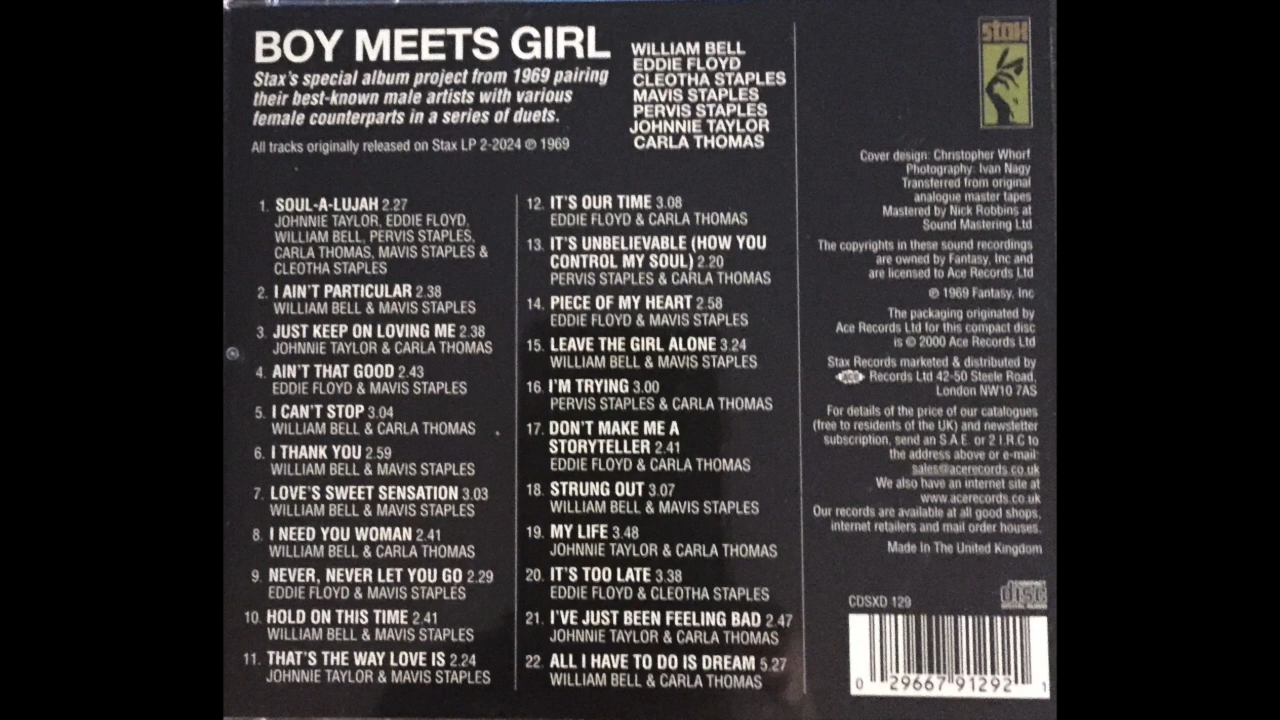 BOY MEETS GIRL
Stax's special album project from 1969 pairing
their best-known male artists with various
female counterparts in a series of duets.
All tracks originally released on Stax LP 2-2024 ℗ 1969
WILLIAM BELL
EDDIE FLOYD
CLEOTHA STAPLES
MAVIS STAPLES
PERVIS STAPLES
JOHNNIE TAYLOR
CARLA THOMAS
1. SOUL-A-LUJAH 2.27
JOHNNIE TAYLOR, EDDIE FLOYD,
WILLIAM BELL, PERVIS STAPLES,
CARLA THOMAS, MAVIS STAPLES &
CLEOTHA STAPLES
2. I AIN'T PARTICULAR 2.38
WILLIAM BELL & MAVIS STAPLES
3. JUST KEEP ON LOVING ME 2.38
JOHNNIE TAYLOR & CARLA THOMAS
4. AIN'T THAT GOOD 2.43
EDDIE FLOYD & MAVIS STAPLES
5. I CAN'T STOP 3.04
WILLIAM BELL & CARLA THOMAS
6. I THANK YOU 2.59
WILLIAM BELL & MAVIS STAPLES
7. LOVE'S SWEET SENSATION 3.03
WILLIAM BELL & MAVIS STAPLES
8. I NEED YOU WOMAN 2.41
WILLIAM BELL & CARLA THOMAS
9. NEVER, NEVER LET YOU GO 2.29
EDDIE FLOYD & MAVIS STAPLES
10. HOLD ON THIS TIME 2.41
WILLIAM BELL & MAVIS STAPLES
11. THAT'S THE WAY LOVE IS 2.24
JOHNNIE TAYLOR & MAVIS STAPLES
12. IT'S OUR TIME 3.08
EDDIE FLOYD & CARLA THOMAS
13. IT'S UNBELIEVABLE (HOW YOU
CONTROL MY SOUL) 2.20
PERVIS STAPLES & CARLA THOMAS
14. PIECE OF MY HEART 2.58
EDDIE FLOYD & MAVIS STAPLES
15. LEAVE THE GIRL ALONE 3.24
WILLIAM BELL & MAVIS STAPLES
16. I'M TRYING 3.00
PERVIS STAPLES & CARLA THOMAS
17. DON'T MAKE ME A
STORYTELLER 2.41
EDDIE FLOYD & CARLA THOMAS
18. STRUNG OUT 3.07
WILLIAM BELL & MAVIS STAPLES
19. MY LIFE 3.48
JOHNNIE TAYLOR & CARLA THOMAS
20. IT'S TOO LATE 3.38
EDDIE FLOYD & CLEOTHA STAPLES
21. I'VE JUST BEEN FEELING BAD 2.47
JOHNNIE TAYLOR & CARLA THOMAS
22. ALL I HAVE TO DO IS DREAM 5.27
WILLIAM BELL & CARLA THOMAS
stax
Cover design: Christopher Whorf
Photography: Ivan Nagy
Transferred from original
analogue master tapes
Mastered by Nick Robbins at
Sound Mastering Ltd
The copyrights in these sound recordings
are owned by Fantasy, Inc and
are licensed to Ace Records Ltd
℗ 1969 Fantasy, Inc
The packaging originated by
Ace Records Ltd for this compact disc
is © 2000 Ace Records Ltd
Stax Records marketed & distributed by
ACE Records Ltd 42-50 Steele Road,
London NW10 7AS
For details of the price of our catalogues
(free to residents of the UK) and newsletter
subscription, send an S.A.E. or 2 I.R.C to
the address above or e-mail:
sales@acerecords.co.uk
We also have an internet site at
www.acerecords.co.uk
Our records are available at all good shops,
internet retailers and mail order houses.
Made In The United Kingdom
disc
CDSXD 129
0 29667 91292 1